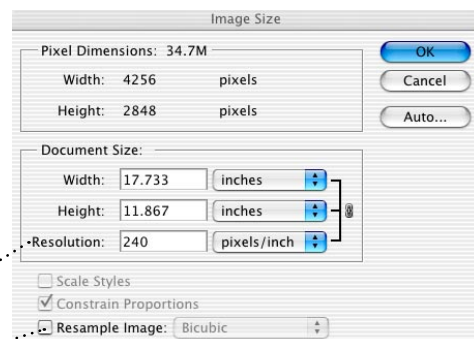 Image Size
Pixel Dimensions: 34.7M
Width: 4256 pixels
Height: 2848 pixels
OK
Cancel
Auto...
Document Size:
Width: 17.733 inches
Height: 11.867 inches
Resolution: 240 pixels/inch
Scale Styles
Constrain Proportions
Resample Image: Bicubic